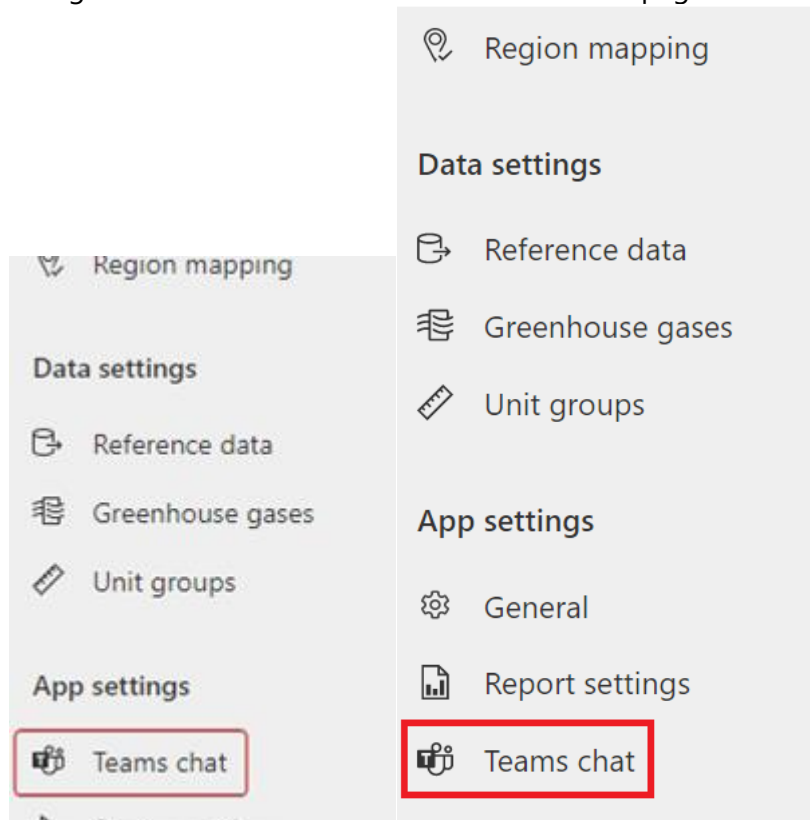 Region mapping
Data settings
Reference data
Greenhouse gases
Unit groups
App settings
Teams chat
Region mapping
Data settings
Reference data
Greenhouse gases
Unit groups
App settings
General
Report settings
Teams chat